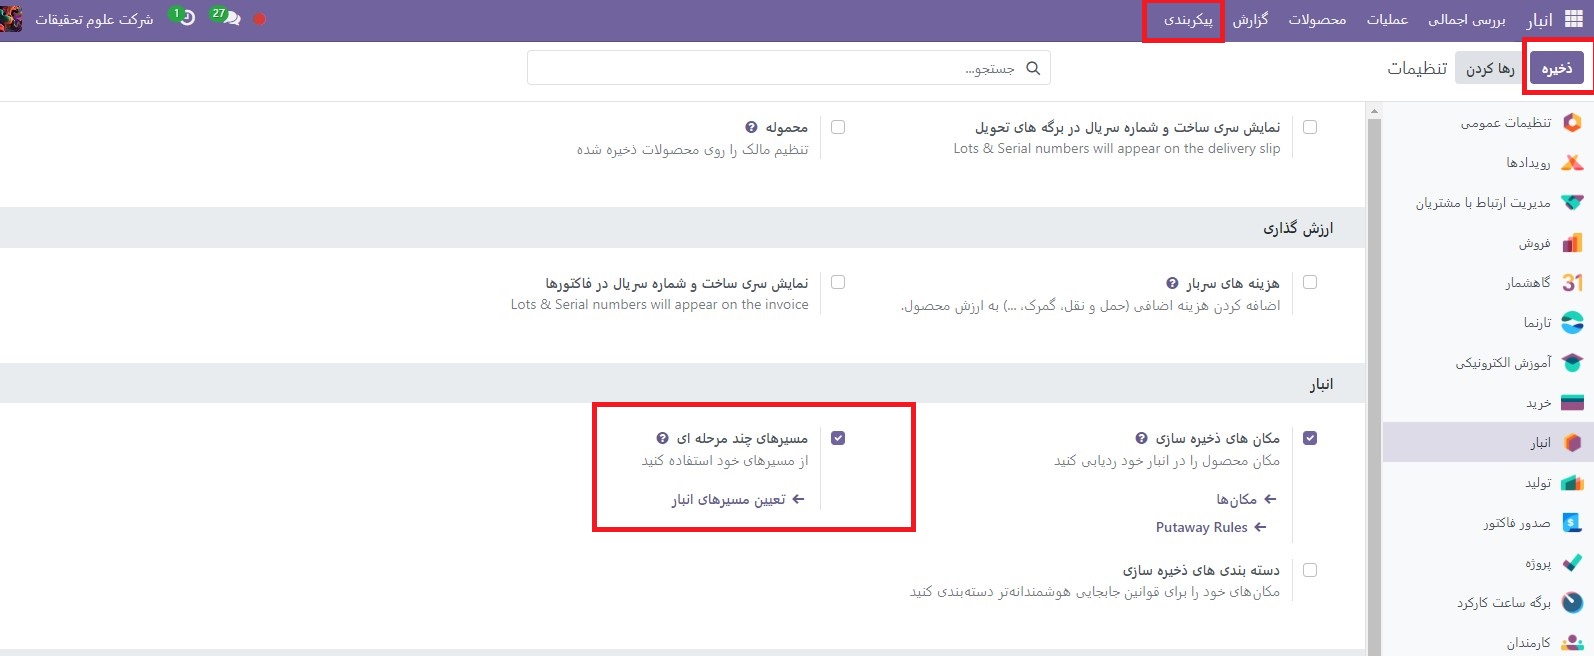 انبار بررسی اجمالی عملیات محصولات گزارش پیکربندی 27 1 شرکت علوم تحقیقات
ذخیره رها کردن تنظیمات جستجو...
تنظیمات عمومی
رویدادها
مدیریت ارتباط با مشتریان
فروش
31 گاهشمار
تارنما
آموزش الکترونیکی
خرید
انبار
تولید
صدور فاکتور
پروژه
برگه ساعت کارکرد
کارمندان
نمایش سری ساخت و شماره سریال در برگه های تحویل
Lots & Serial numbers will appear on the delivery slip
محموله ?
تنظیم مالک را روی محصولات ذخیره شده
ارزش گذاری
هزینه های سربار ?
اضافه کردن هزینه اضافی (حمل و نقل، گمرک، ...) به ارزش محصول.
نمایش سری ساخت و شماره سریال در فاکتورها
Lots & Serial numbers will appear on the invoice
انبار
مکان های ذخیره سازی ?
مکان محصول را در انبار خود ردیابی کنید
← مکان‌ها
Putaway Rules ←
مسیرهای چند مرحله ای ?
از مسیرهای خود استفاده کنید
← تعیین مسیرهای انبار
دسته بندی های ذخیره سازی
مکان‌های خود را برای قوانین جابجایی هوشمندانه‌تر دسته‌بندی کنید